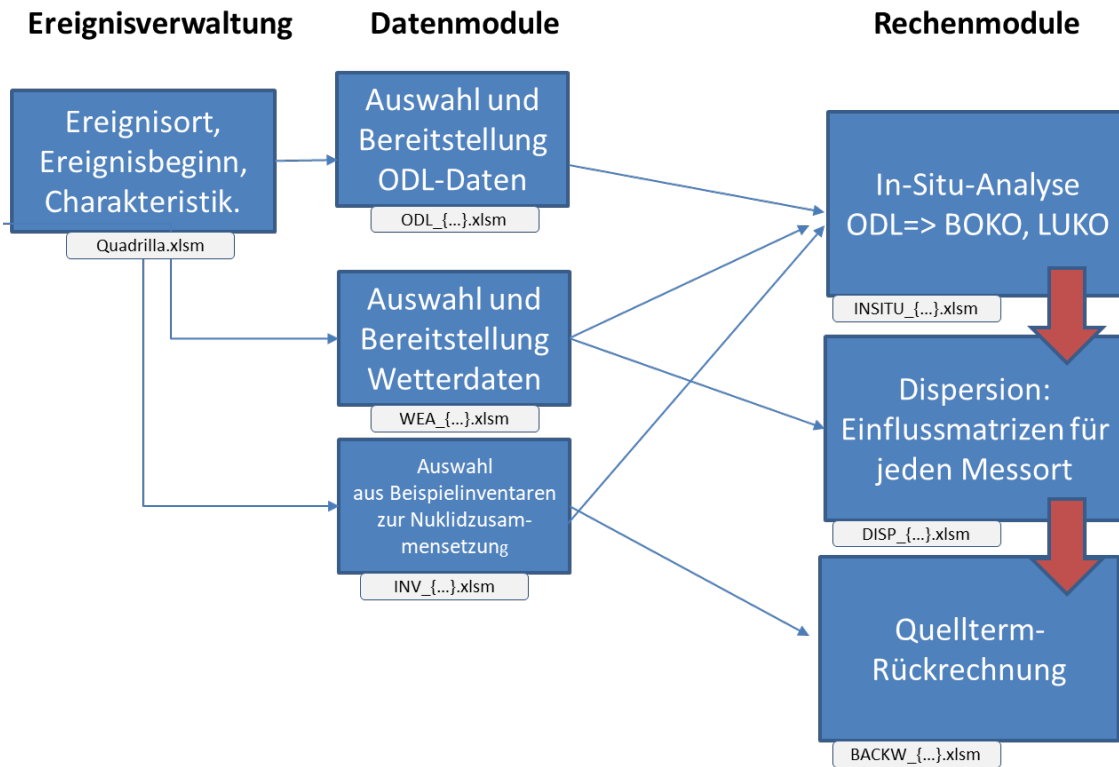 Ereignisverwaltung
Datenmodule
Rechenmodule
Ereignisort,
Ereignisbeginn,
Charakteristik.
Quadrilla.xlsm
Auswahl und
Bereitstellung
ODL-Daten
ODL_{...}.xlsm
Auswahl und
Bereitstellung
Wetterdaten
WEA_{...}.xlsm
Auswahl
aus Beispielinventaren
zur Nuklidzusam-
mensetzung
INV_{...}.xlsm
In-Situ-Analyse
ODL=> BOKO, LUKO
INSITU_{...}.xlsm
Dispersion:
Einflussmatrizen für
jeden Messort
DISP_{...}.xlsm
Quellterm-
Rückrechnung
BACKW_{...}.xlsm